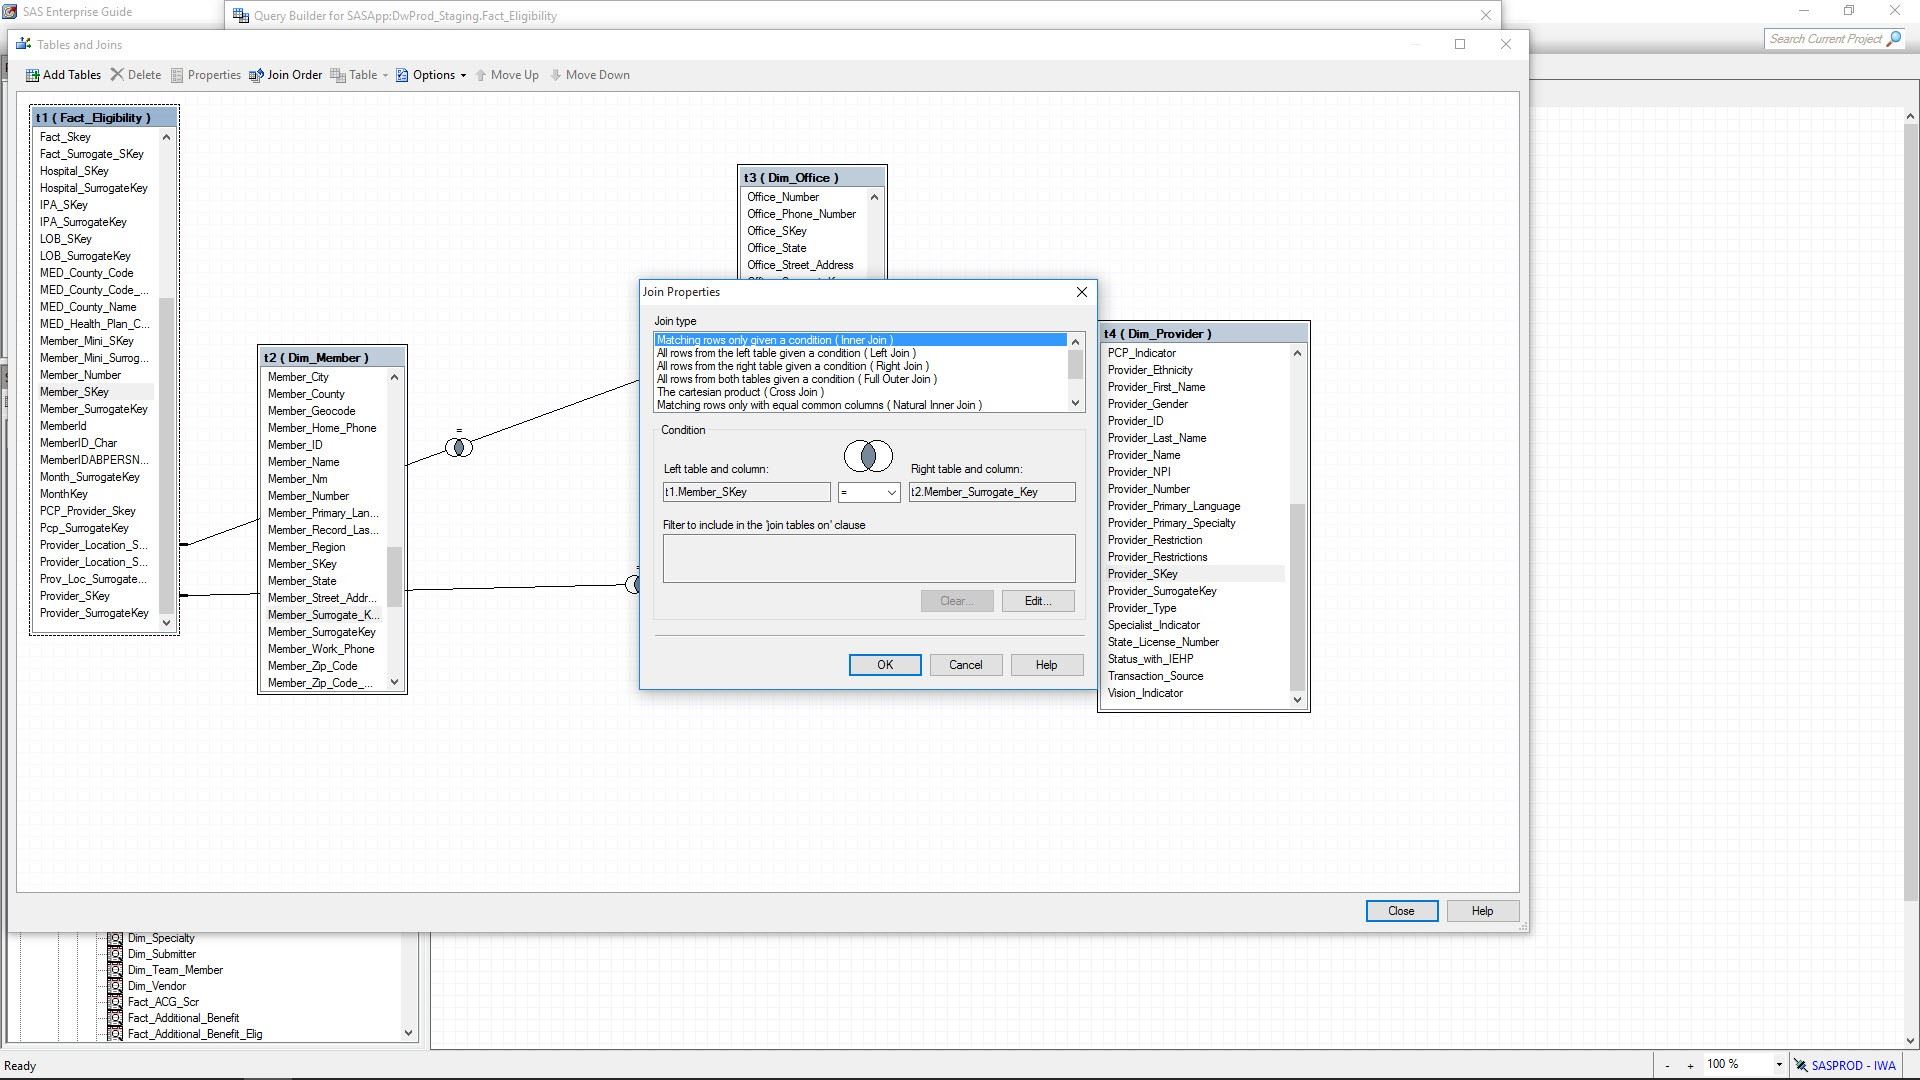 SAS Enterprise Guide
Query Builder for SASApp:DwProd_Staging.Fact_Eligibility
Tables and Joins
Search Current Project
Add Tables Delete Properties Join Order Table Options Move Up Move Down
t1 ( Fact_Eligibility )
Fact_Skey
Fact_Surrogate_SKey
Hospital_SKey
Hospital_SurrogateKey
IPA_SKey
IPA_SurrogateKey
LOB_SKey
LOB_SurrogateKey
MED_County_Code
MED_County_Code_...
MED_County_Name
MED_Health_Plan_C...
Member_Mini_SKey
Member_Mini_Surrog...
Member_Number
Member_SKey
Member_SurrogateKey
MemberId
MemberID_Char
MemberIDABPERSN...
Month_SurrogateKey
MonthKey
PCP_Provider_Skey
Pcp_SurrogateKey
Provider_Location_S...
Provider_Location_S...
Prov_Loc_Surrogate...
Provider_SKey
Provider_SurrogateKey
t2 ( Dim_Member )
Member_City
Member_County
Member_Geocode
Member_Home_Phone
Member_ID
Member_Name
Member_Nm
Member_Number
Member_Primary_Lan...
Member_Record_Las...
Member_Region
Member_SKey
Member_State
Member_Street_Addr...
Member_Surrogate_K...
Member_SurrogateKey
Member_Work_Phone
Member_Zip_Code
Member_Zip_Code_...
=
t3 ( Dim_Office )
Office_Number
Office_Phone_Number
Office_SKey
Office_State
Office_Street_Address
Join Properties
Join type
Matching rows only given a condition ( Inner Join )
All rows from the left table given a condition ( Left Join )
All rows from the right table given a condition ( Right Join )
All rows from both tables given a condition ( Full Outer Join )
The cartesian product ( Cross Join )
Matching rows only with equal common columns ( Natural Inner Join )
Condition
Left table and column: Right table and column:
t1.Member_SKey = t2.Member_Surrogate_Key
Filter to include in the 'join tables on' clause
Clear... Edit...
OK Cancel Help
t4 ( Dim_Provider )
PCP_Indicator
Provider_Ethnicity
Provider_First_Name
Provider_Gender
Provider_ID
Provider_Last_Name
Provider_Name
Provider_NPI
Provider_Number
Provider_Primary_Language
Provider_Primary_Specialty
Provider_Restriction
Provider_Restrictions
Provider_SKey
Provider_SurrogateKey
Provider_Type
Specialist_Indicator
State_License_Number
Status_with_IEHP
Transaction_Source
Vision_Indicator
Close Help
Dim_Specialty
Dim_Submitter
Dim_Team_Member
Dim_Vendor
Fact_ACG_Scr
Fact_Additional_Benefit
Fact_Additional_Benefit_Elig
Ready - + 100 % SASPROD - IWA